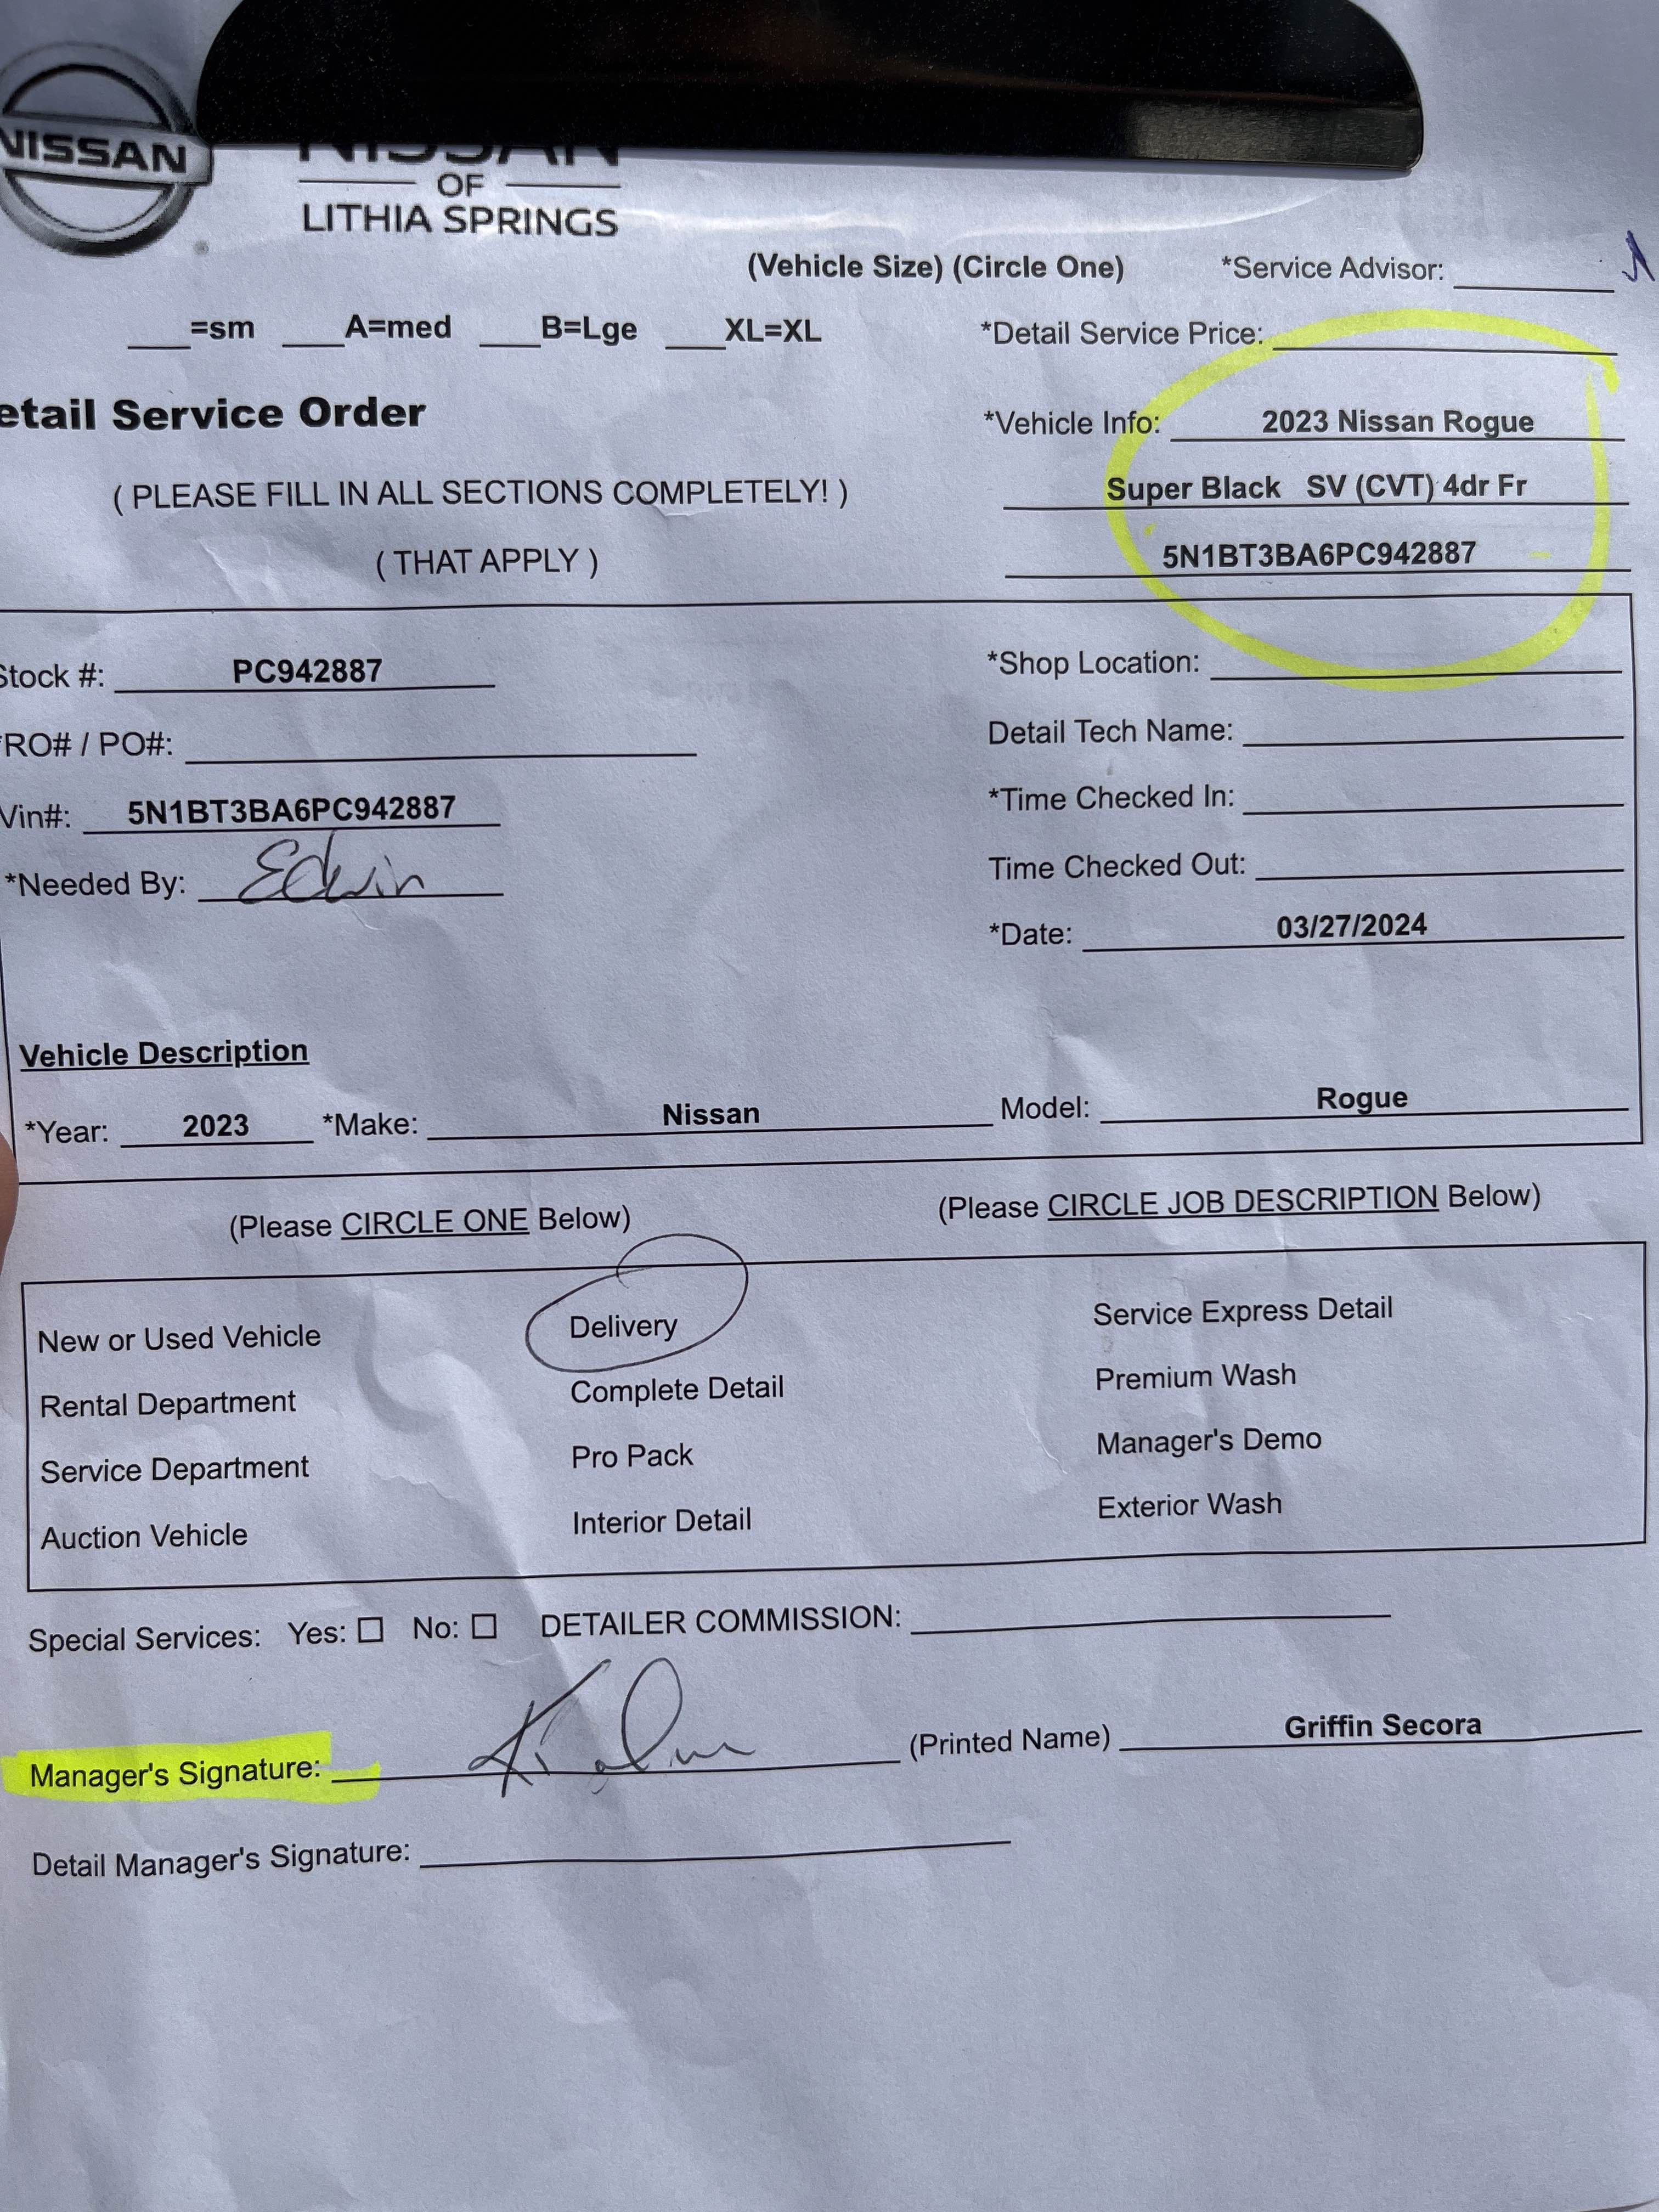 NISSAN
NISSAN
OF
LITHIA SPRINGS
(Vehicle Size) (Circle One) *Service Advisor:
___=sm ___A=med ___B=Lge ___XL=XL *Detail Service Price:
etail Service Order
*Vehicle Info: 2023 Nissan Rogue
( PLEASE FILL IN ALL SECTIONS COMPLETELY! ) Super Black SV (CVT) 4dr Fr
( THAT APPLY ) 5N1BT3BA6PC942887
Stock #: PC942887 *Shop Location:
*RO# / PO#: Detail Tech Name:
Vin#: 5N1BT3BA6PC942887 *Time Checked In:
*Needed By: Edwin Time Checked Out:
*Date: 03/27/2024
Vehicle Description
*Year: 2023 *Make: Nissan Model: Rogue
(Please CIRCLE ONE Below) (Please CIRCLE JOB DESCRIPTION Below)
New or Used Vehicle Delivery Service Express Detail
Rental Department Complete Detail Premium Wash
Service Department Pro Pack Manager's Demo
Auction Vehicle Interior Detail Exterior Wash
Special Services: Yes: ☐ No: ☐ DETAILER COMMISSION:
Manager's Signature: (Printed Name) Griffin Secora
Detail Manager's Signature: